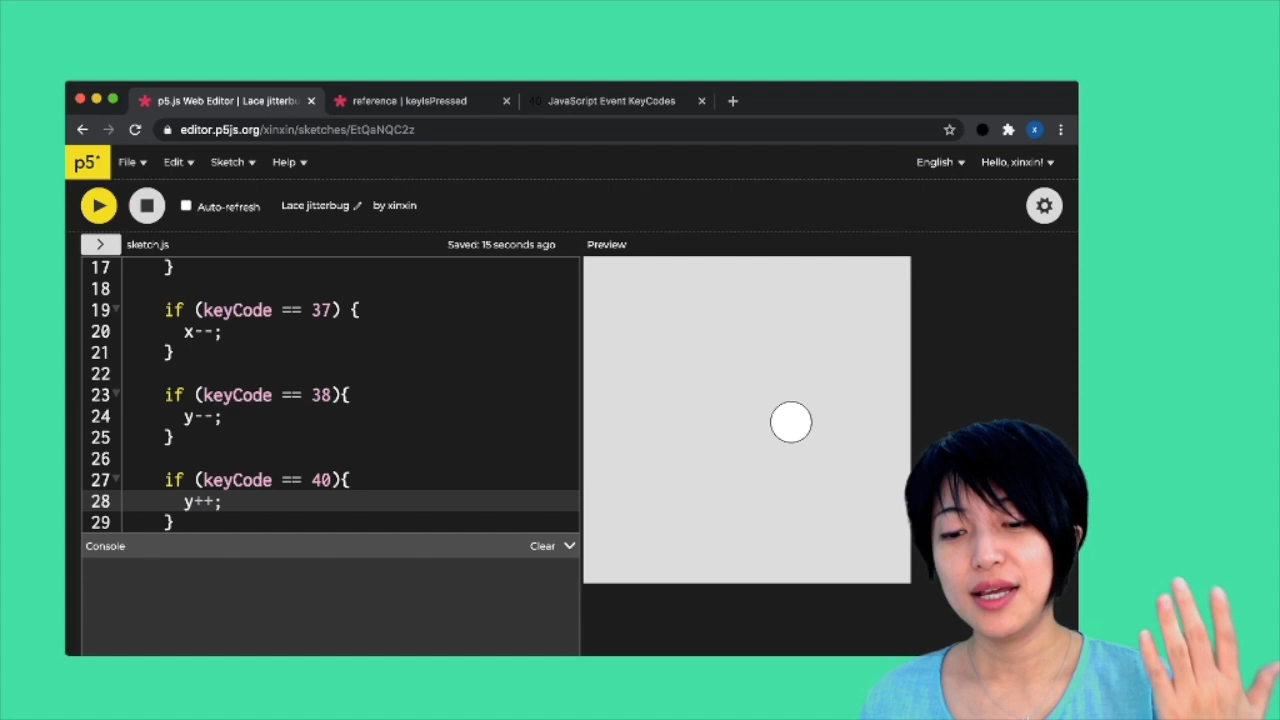 p5.js Web Editor | Lace jitterbu
reference | keyIsPressed
40 JavaScript Event KeyCodes
editor.p5js.org/xinxin/sketches/EtQaNQC2z
x
p5* File Edit Sketch Help English Hello, xinxin!
Auto-refresh Lace jitterbug by xinxin
> sketch.js Saved: 15 seconds ago Preview
17 }
18
19 if (keyCode == 37) {
20 x--;
21 }
22
23 if (keyCode == 38){
24 y--;
25 }
26
27 if (keyCode == 40){
28 y++;
29 }
Console Clear